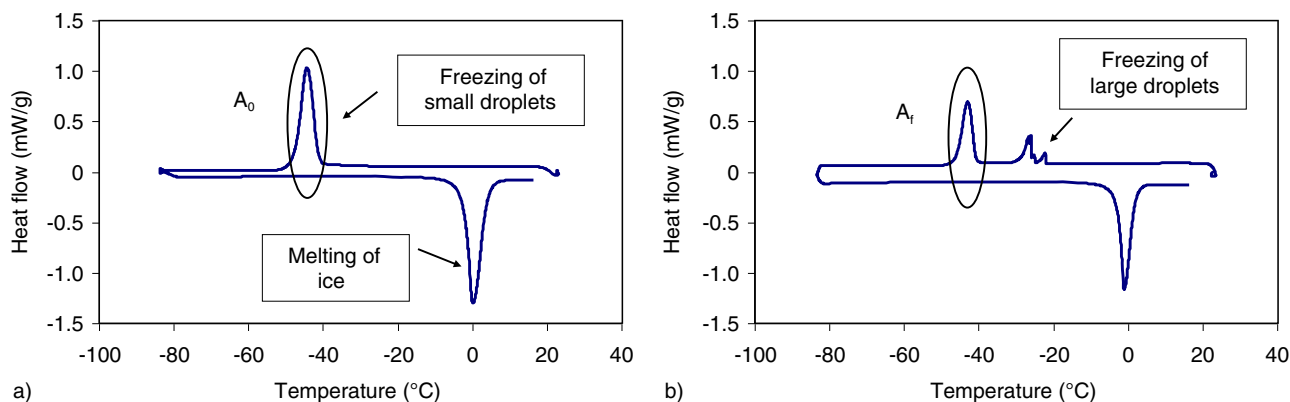 1.5
1.0
0.5
0
-0.5
-1.0
-1.5
Heat flow (mW/g)
A₀
Freezing of
small droplets
Melting of
ice
-100 -80 -60 -40 -20 0 20 40
Temperature (°C)
a)
1.5
1.0
0.5
0
-0.5
-1.0
-1.5
Heat flow (mW/g)
A_f
Freezing of
large droplets
-100 -80 -60 -40 -20 0 20 40
Temperature (°C)
b)